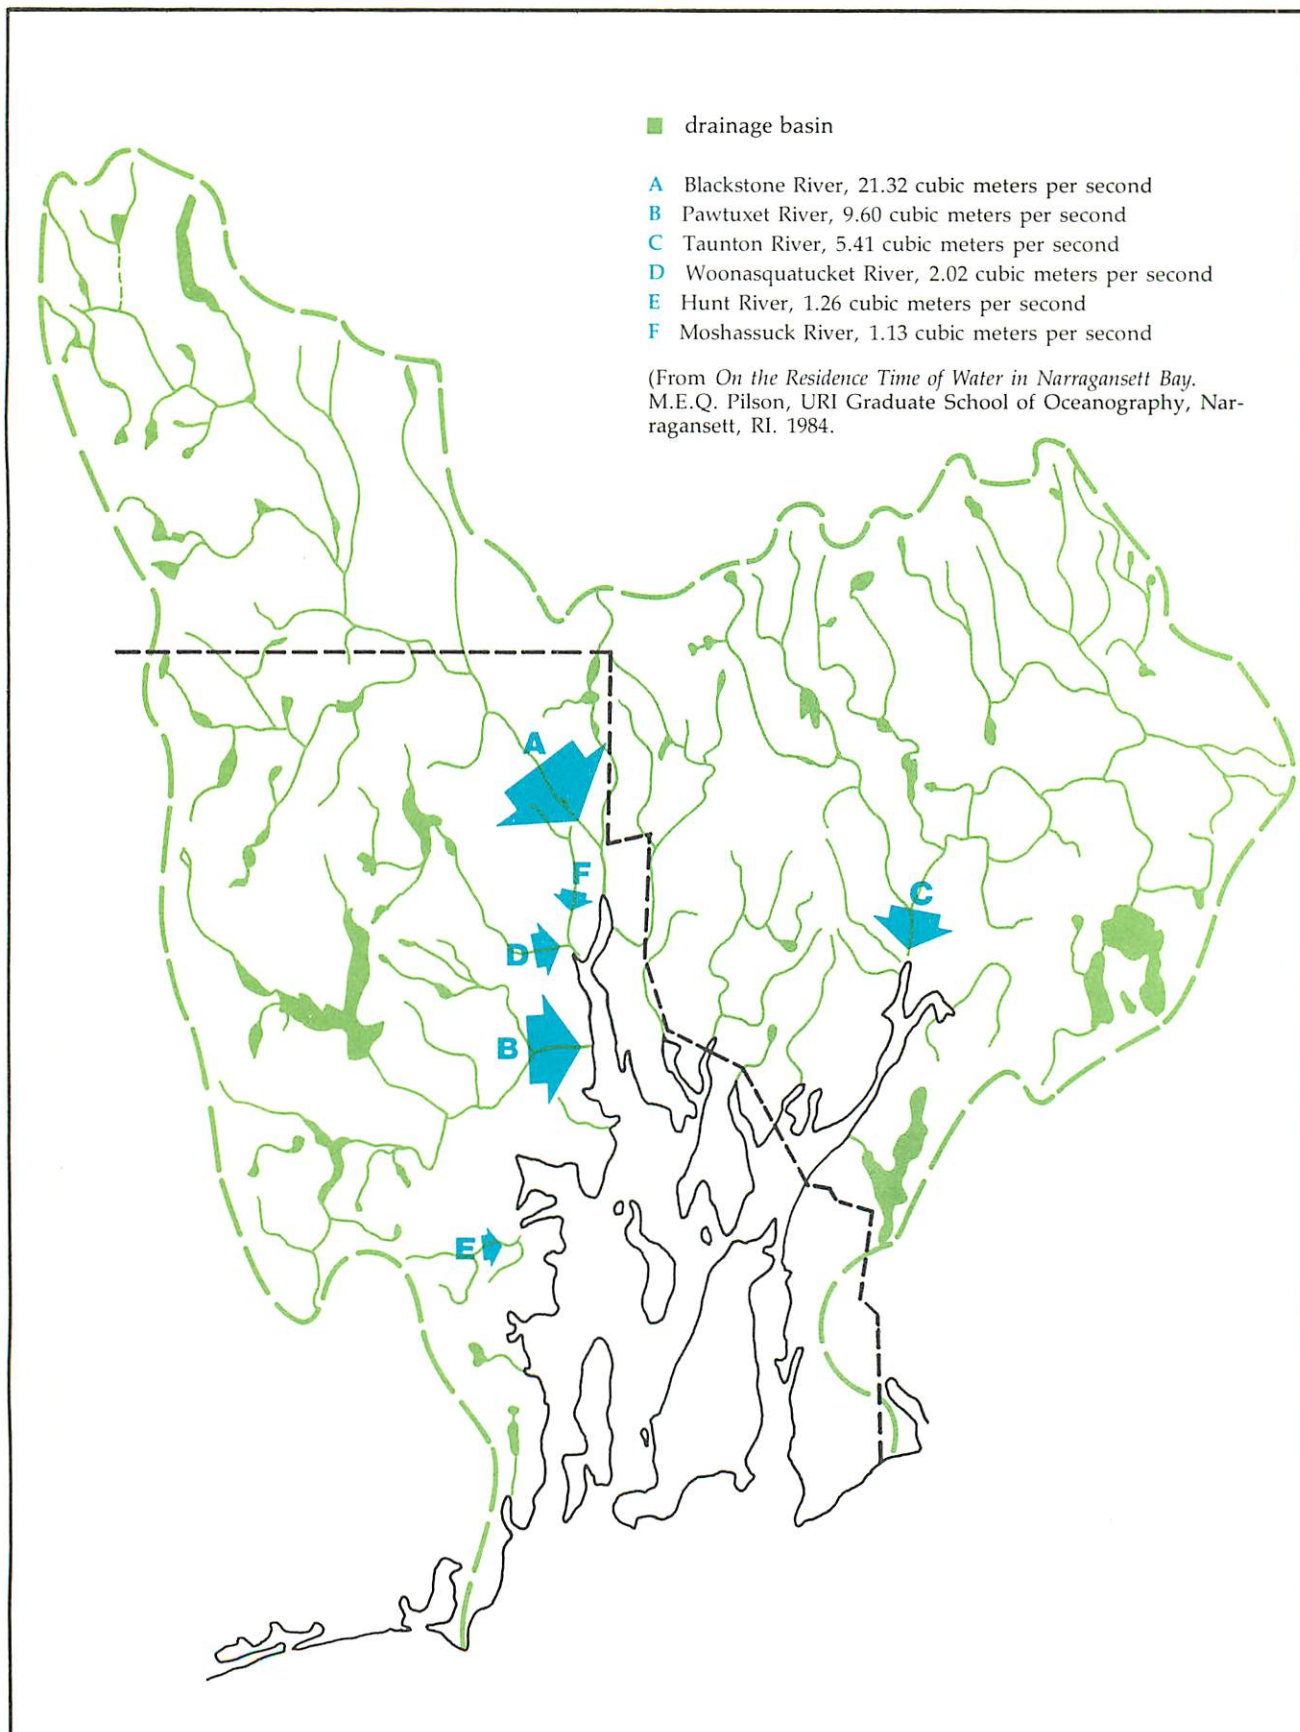 drainage basin
A Blackstone River, 21.32 cubic meters per second
B Pawtuxet River, 9.60 cubic meters per second
C Taunton River, 5.41 cubic meters per second
D Woonasquatucket River, 2.02 cubic meters per second
E Hunt River, 1.26 cubic meters per second
F Moshassuck River, 1.13 cubic meters per second
(From On the Residence Time of Water in Narragansett Bay.
M.E.Q. Pilson, URI Graduate School of Oceanography, Nar-
ragansett, RI. 1984.
A
F
C
D
B
E